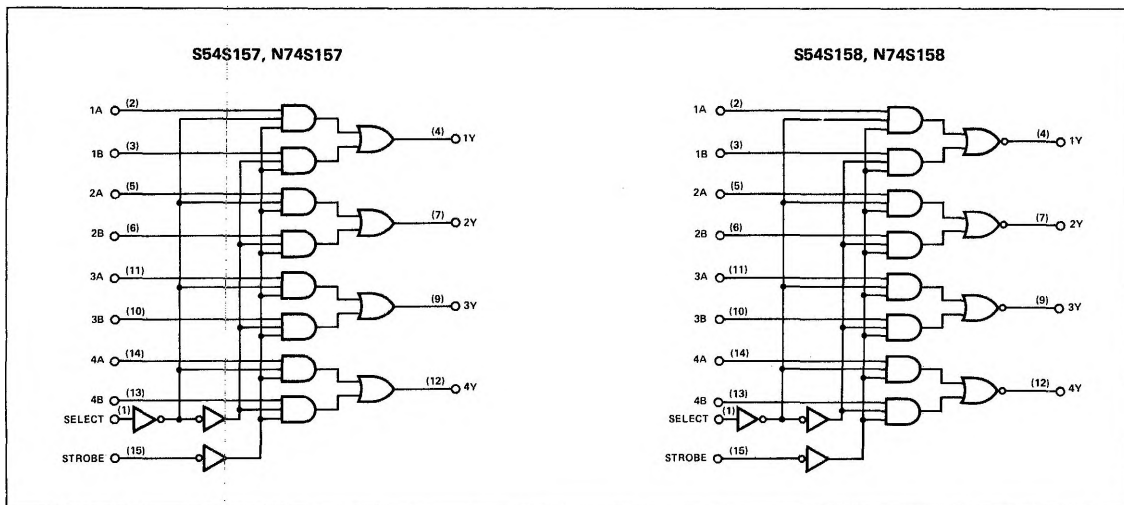 S54S157, N74S157
1A (2)
1B (3)
2A (5)
2B (6)
3A (11)
3B (10)
4A (14)
4B (13)
SELECT (1)
STROBE (15)
(4) 1Y
(7) 2Y
(9) 3Y
(12) 4Y
S54S158, N74S158
1A (2)
1B (3)
2A (5)
2B (6)
3A (11)
3B (10)
4A (14)
4B (13)
SELECT (1)
STROBE (15)
(4) 1Y
(7) 2Y
(9) 3Y
(12) 4Y